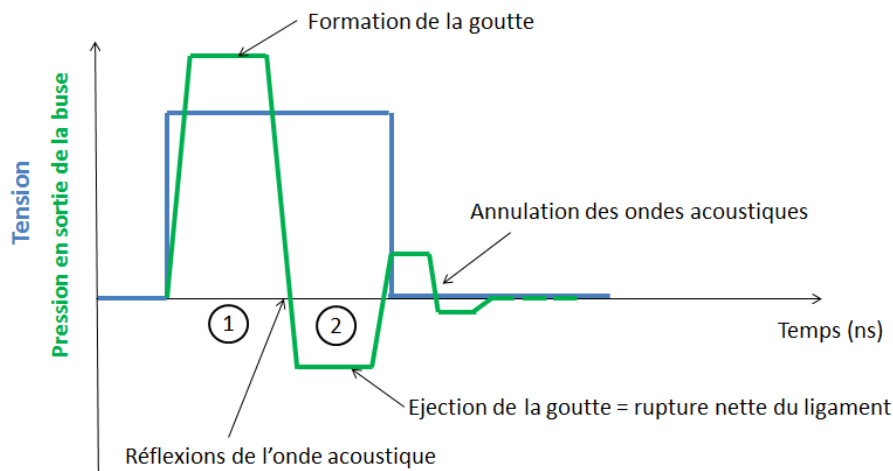 Formation de la goutte
Tension
Pression en sortie de la buse
Annulation des ondes acoustiques
1
2
Temps (ns)
Ejection de la goutte = rupture nette du ligament
Réflexions de l'onde acoustique